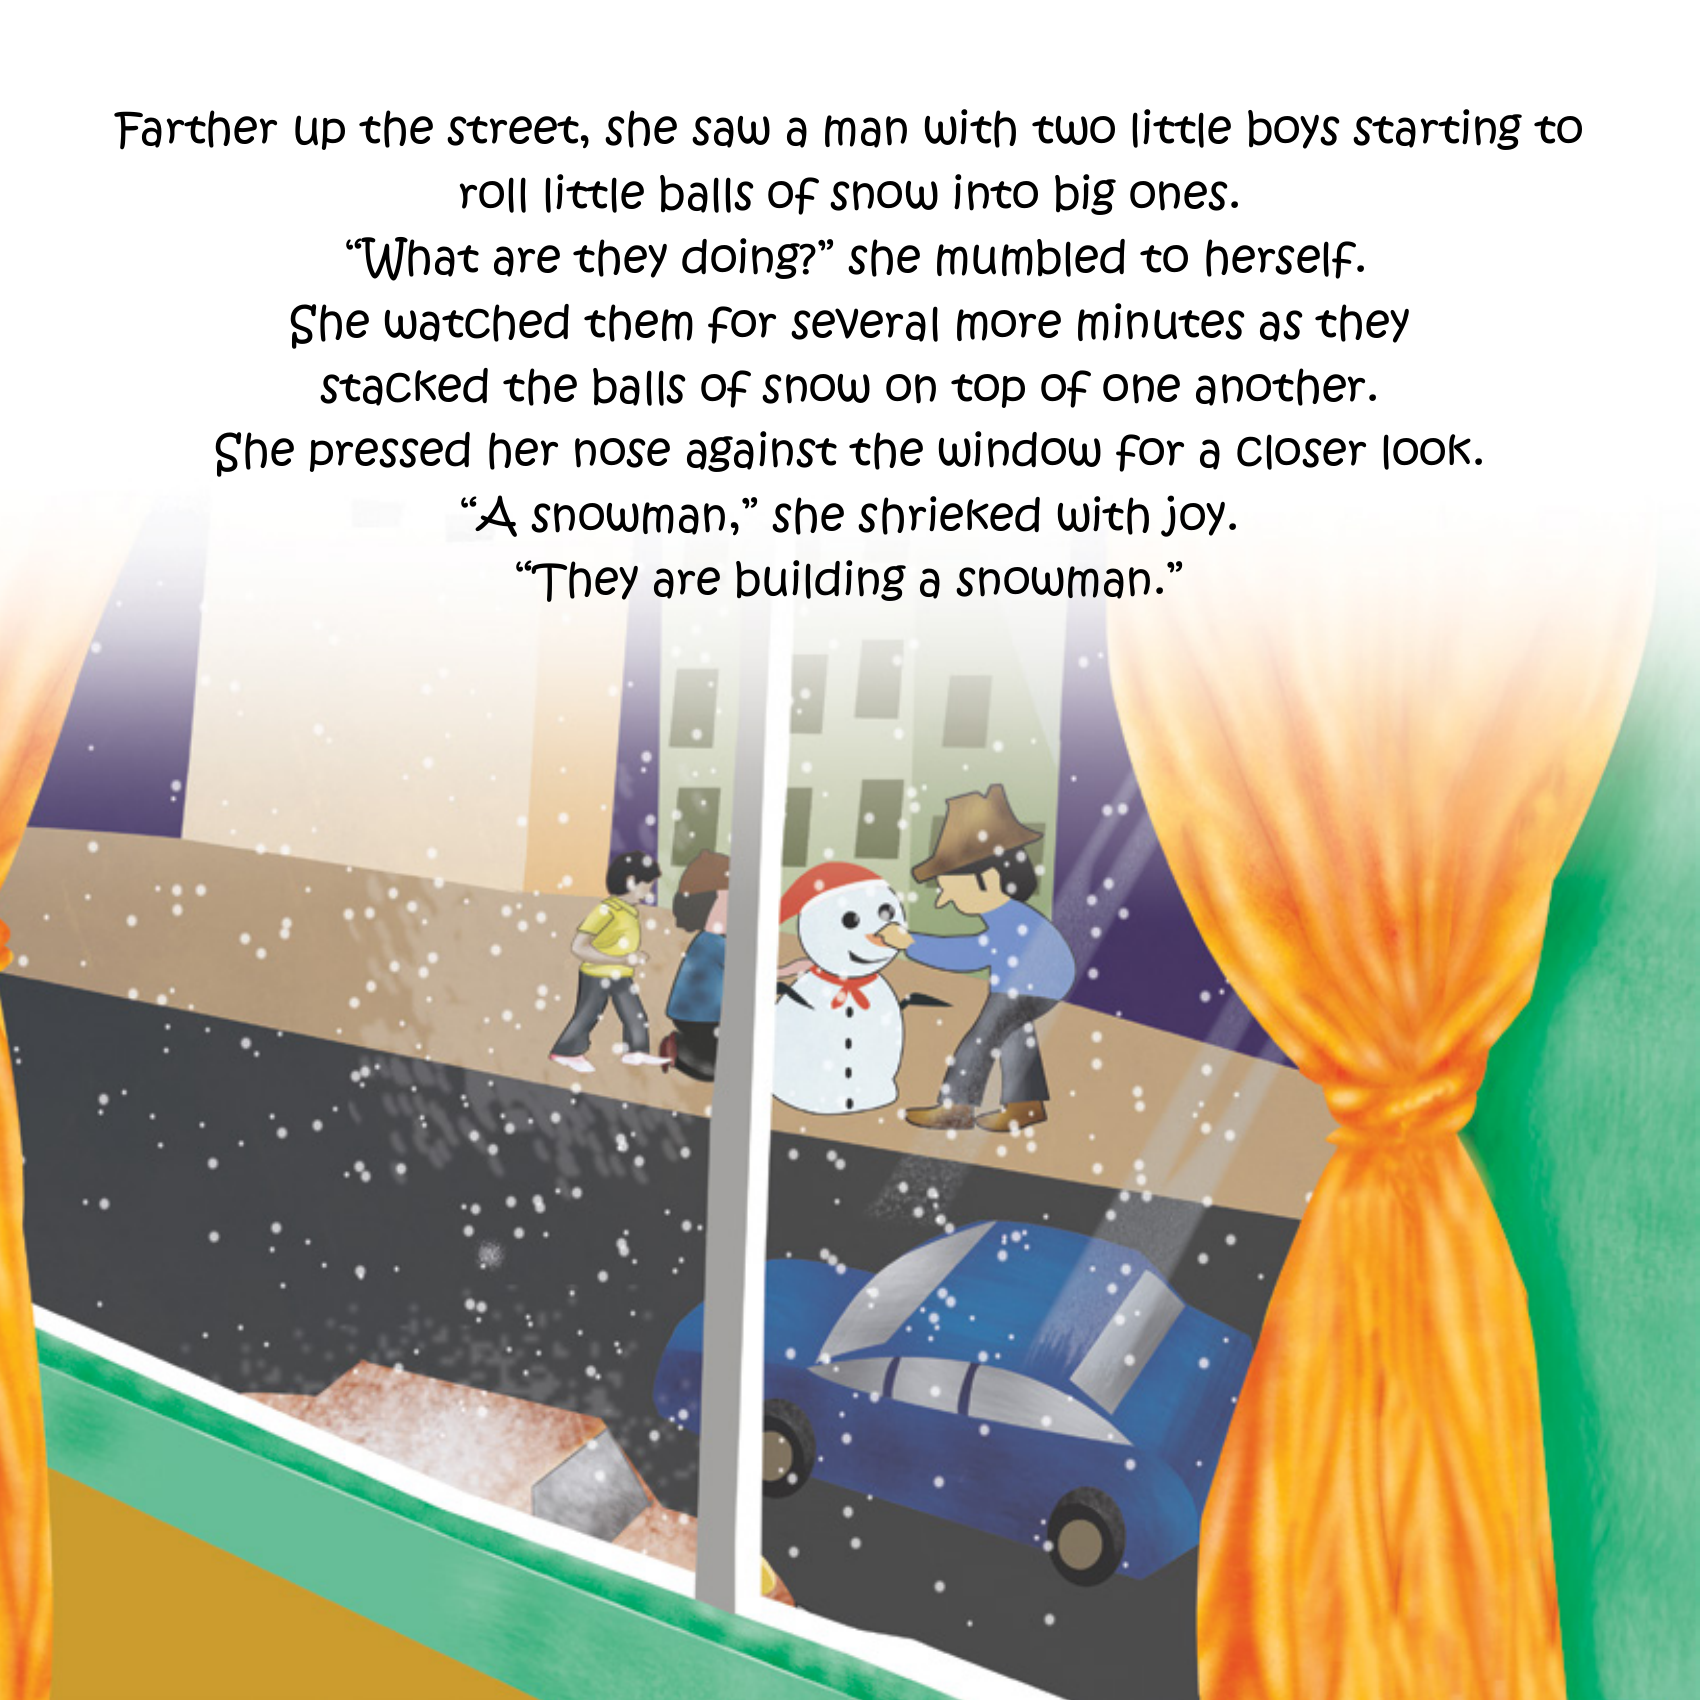 Farther up the street, she saw a man with two little boys starting to
roll little balls of snow into big ones.
“What are they doing?” she mumbled to herself.
She watched them for several more minutes as they
stacked the balls of snow on top of one another.
She pressed her nose against the window for a closer look.
“A snowman,” she shrieked with joy.
“They are building a snowman.”